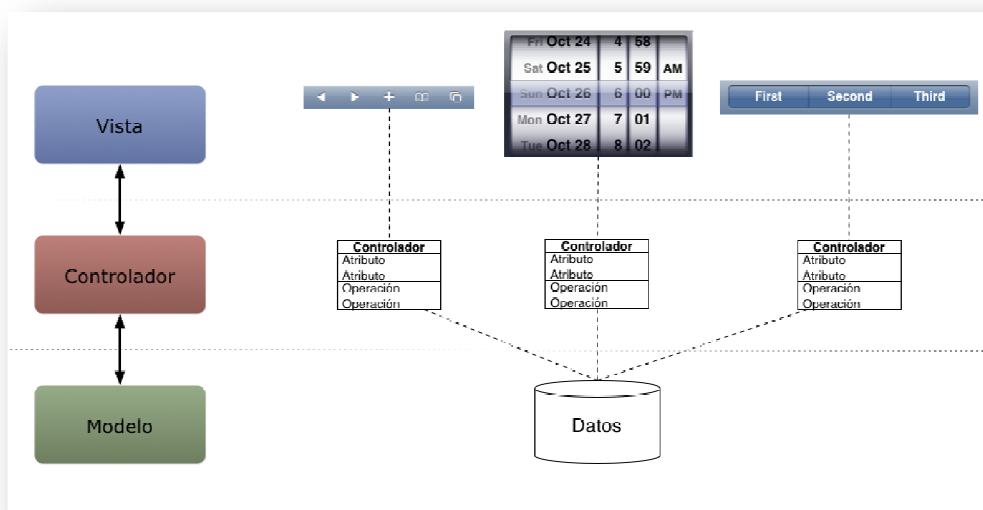 Vista
Fri Oct 24 4 58
Sat Oct 25 5 59 AM
Sun Oct 26 6 00 PM
Mon Oct 27 7 01
Tue Oct 28 8 02
First Second Third
Controlador
Controlador
Atributo
Atributo
Operación
Operación
Controlador
Atributo
Atributo
Operación
Operación
Controlador
Atributo
Atributo
Operación
Operación
Modelo
Datos